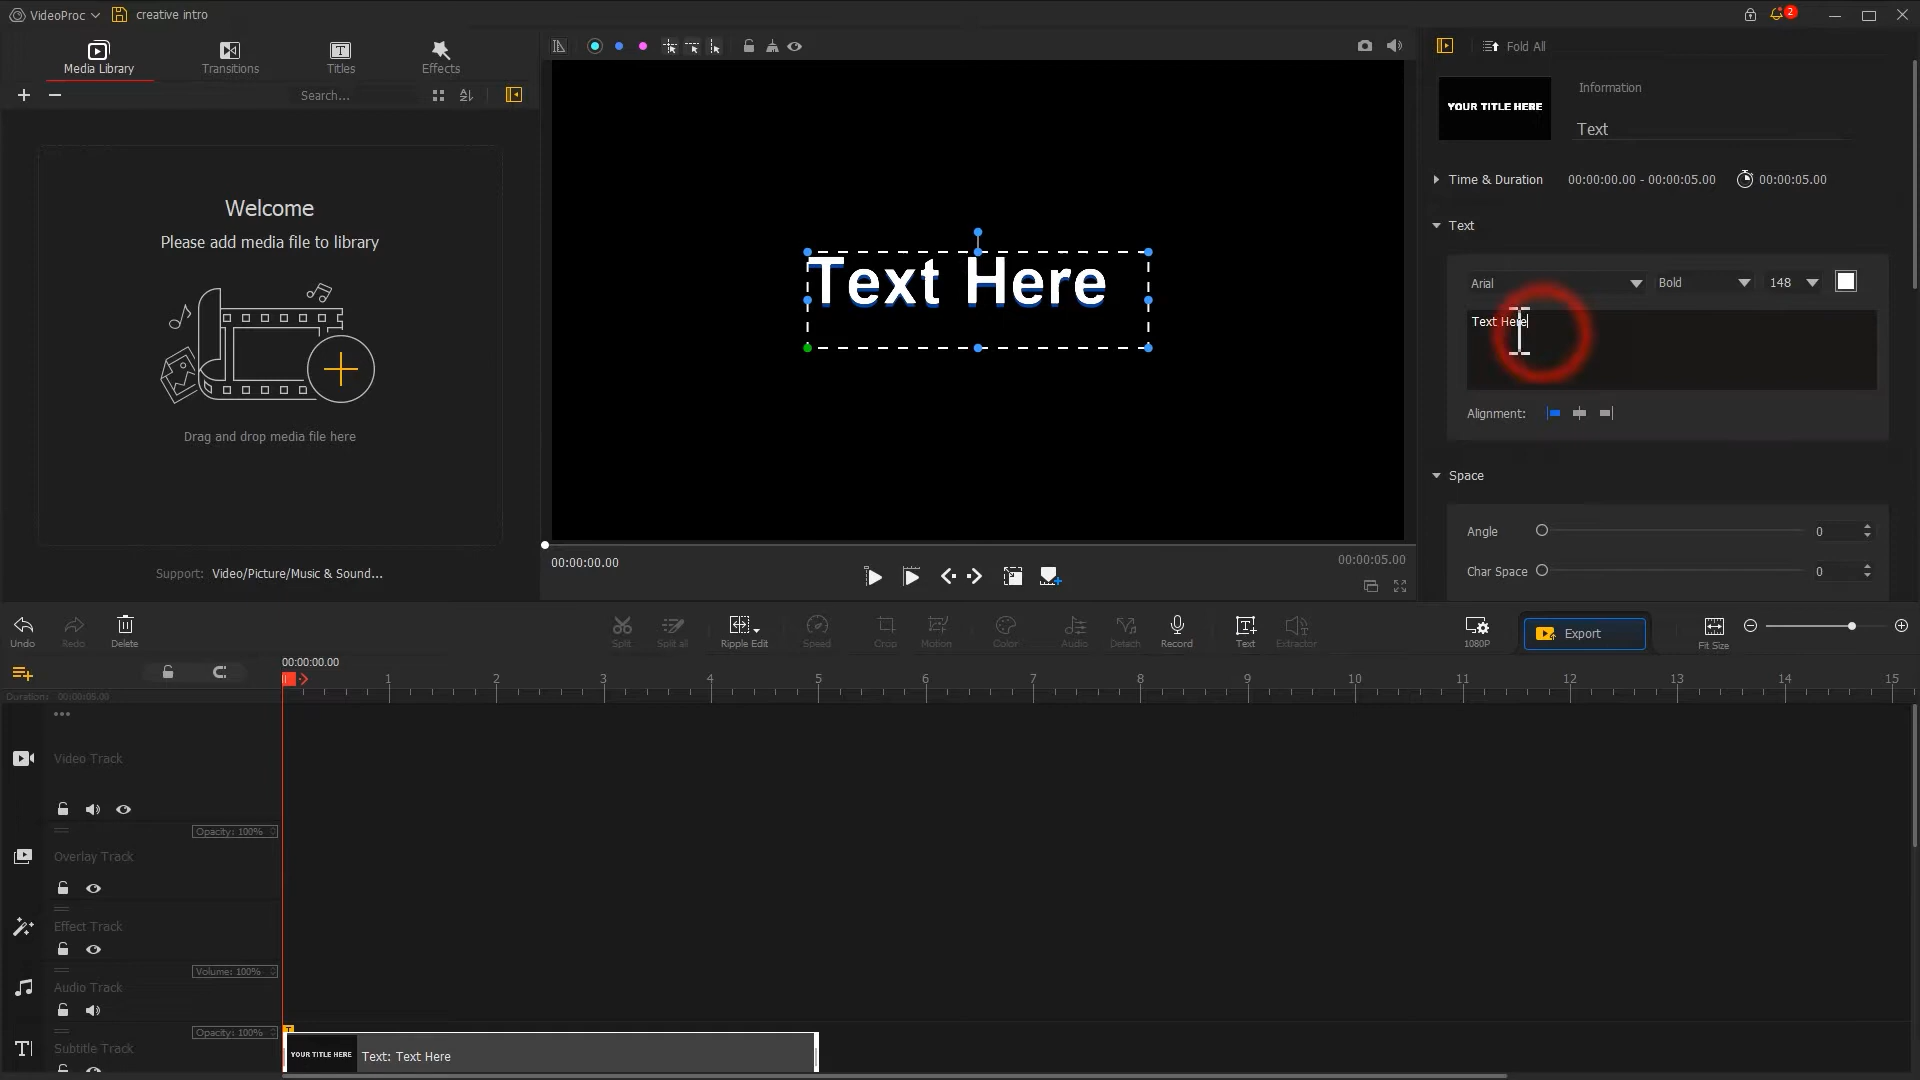 VideoProc
creative intro
2
Media Library
Transitions
Titles
Effects
Search...
Fold All
YOUR TITLE HERE
Information
Text
Time & Duration
00:00:00.00 - 00:00:05.00
00:00:05.00
Text
Arial
Bold
148
Text Here
Alignment:
Space
Angle
0
Char Space
0
Welcome
Please add media file to library
Drag and drop media file here
Support: Video/Picture/Music & Sound...
Text Here
00:00:00.00
00:00:05.00
Undo
Redo
Delete
Split
Split all
Ripple Edit
Speed
Crop
Motion
Color
Audio
Detach
Record
Text
Extractor
1080P
Export
Fit Size
00:00:00.00
1 2 3 4 5 6 7 8 9 10 11 12 13 14 15
Duration: 00:00:05.00
Video Track
Opacity: 100%
Overlay Track
Effect Track
Volume: 100%
Audio Track
Opacity: 100%
Subtitle Track
YOUR TITLE HERE
Text: Text Here